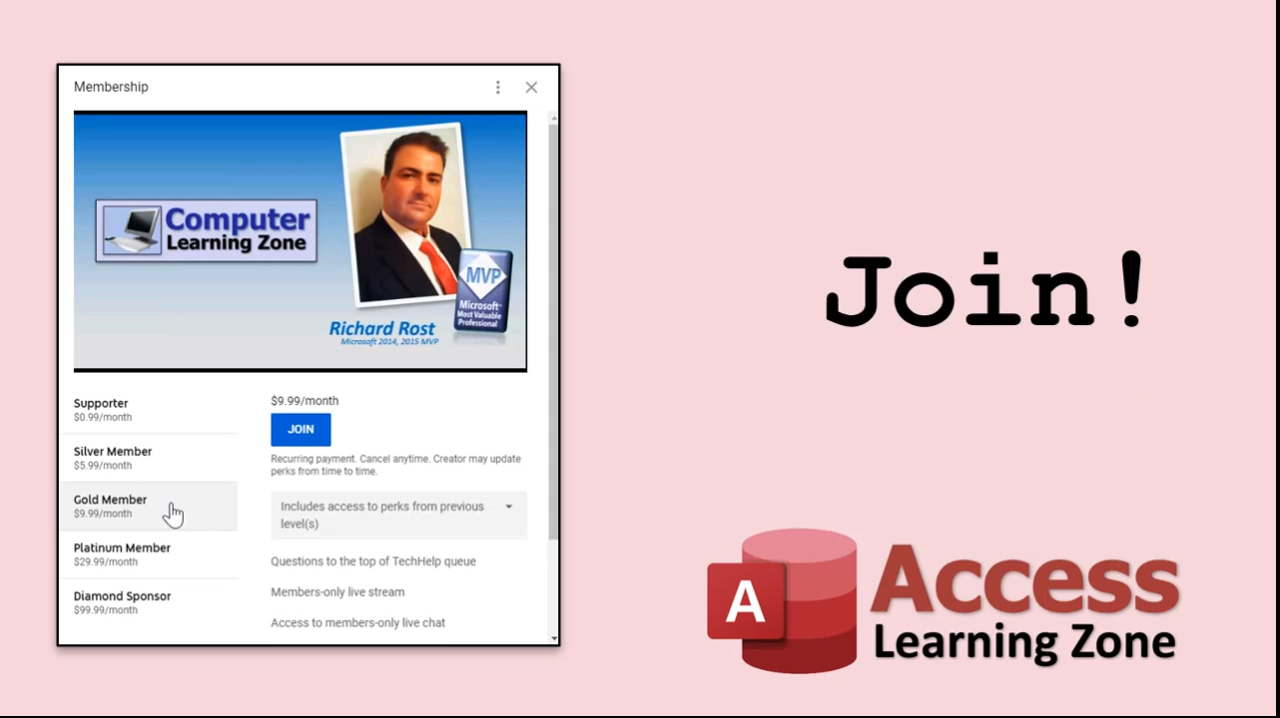 Membership
Computer
Learning Zone
MVP
Microsoft®
Most Valuable
Professional
Richard Rost
Microsoft 2014, 2015 MVP
Supporter
$0.99/month
Silver Member
$5.99/month
Gold Member
$9.99/month
Platinum Member
$29.99/month
Diamond Sponsor
$99.99/month
$9.99/month
JOIN
Recurring payment. Cancel anytime. Creator may update
perks from time to time.
Includes access to perks from previous
level(s)
Questions to the top of TechHelp queue
Members-only live stream
Access to members-only live chat
Join!
A
Access
Learning Zone